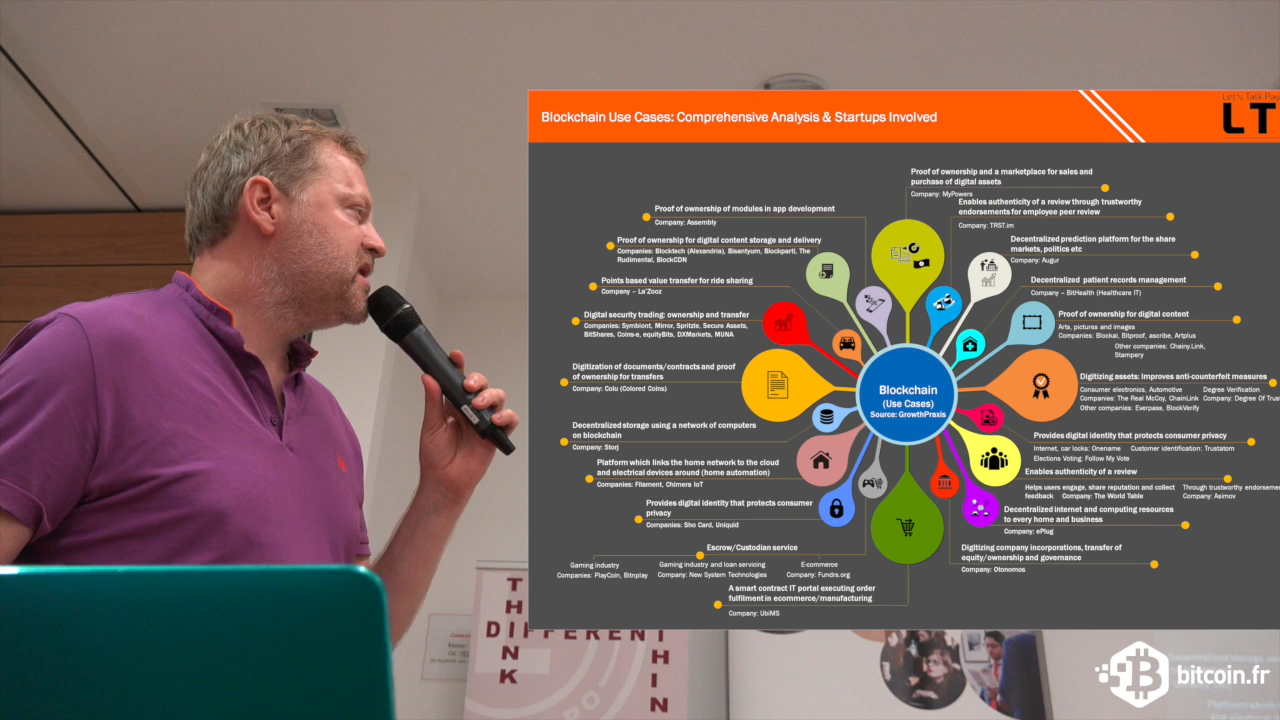 Let's Talk Pay
LT
Blockchain Use Cases: Comprehensive Analysis & Startups Involved
Proof of ownership and a marketplace for sales and
purchase of digital assets
Company: MyPowers
Enables authenticity of a review through trustworthy
endorsements for employee peer review
Company: TRST.im
Decentralized prediction platform for the share
markets, politics etc
Company: Augur
Decentralized patient records management
Company – BitHealth (Healthcare IT)
Proof of ownership for digital content
Arts, pictures and images
Companies: Blockai, Bitproof, ascribe, Artplus
Other companies: Chainy.Link,
Stampery
Digitizing assets: Improves anti-counterfeit measures
Consumer electronics, Automotive
Companies: The Real McCoy, ChainLink
Other companies: Everpass, BlockVerify
Degree Verification
Company: Degree Of Trus
Provides digital identity that protects consumer privacy
Internet, car locks: Onename
Customer identification: Trustatom
Elections Voting: Follow My Vote
Enables authenticity of a review
Helps users engage, share reputation and collect
feedback Company: The World Table
Through trustworthy endorseme
Company: Asimov
Decentralized internet and computing resources
to every home and business
Company: ePlug
Digitizing company incorporations, transfer of
equity/ownership and governance
Company: Otonomos
Proof of ownership of modules in app development
Company: Assembly
Proof of ownership for digital content storage and delivery
Companies: Blocktech (Alexandria), Bisantyum, Blockparti, The
Rudimental, BlockCDN
Points based value transfer for ride sharing
Company – La'Zooz
Digital security trading: ownership and transfer
Companies: Symbiont, Mirror, Spritzle, Secure Assets,
BitShares, Coins-e, equityBits, DXMarkets, MUNA
Digitization of documents/contracts and proof
of ownership for transfers
Company: Colu (Colored Coins)
Decentralized storage using a network of computers
on blockchain
Company: Storj
Platform which links the home network to the cloud
and electrical devices around (home automation)
Companies: Filament, Chimera IoT
Provides digital identity that protects consumer
privacy
Companies: Sho Card, Uniquid
Escrow/Custodian service
Gaming industry
Companies: PlayCoin, Bitnplay
Gaming industry and loan servicing
Company: New System Technologies
E-commerce
Company: Fundrs.org
A smart contract IT portal executing order
fulfilment in ecommerce/manufacturing
Company: UbiMS
Blockchain
(Use Cases)
Source: GrowthPraxis
THINK
DIFFERENT
THIN
bitcoin.fr